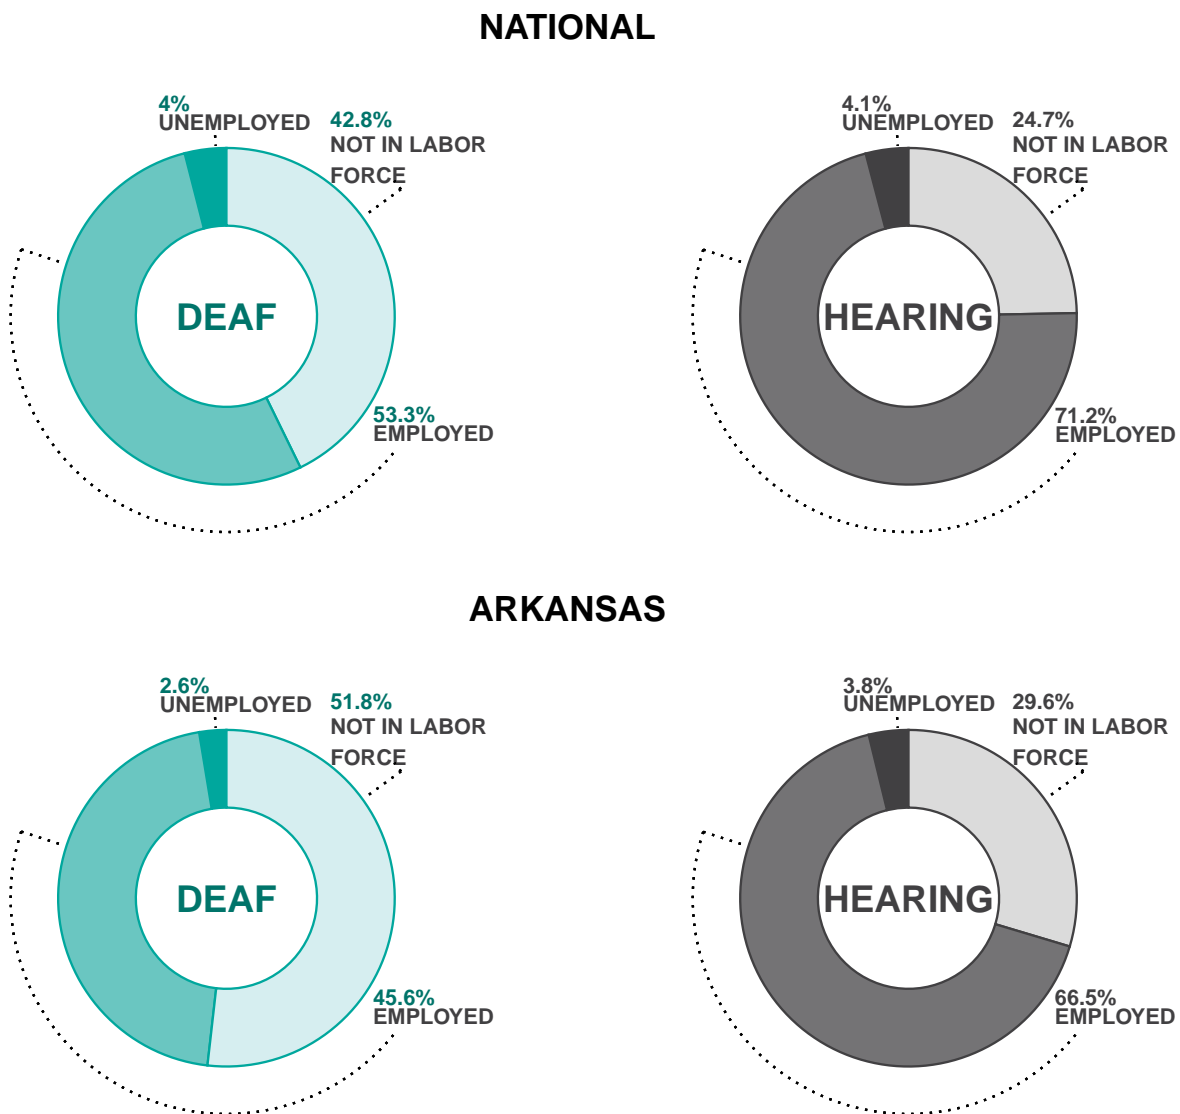 NATIONAL
4%
UNEMPLOYED
42.8%
NOT IN LABOR
FORCE
DEAF
53.3%
EMPLOYED
4.1%
UNEMPLOYED
24.7%
NOT IN LABOR
FORCE
HEARING
71.2%
EMPLOYED
ARKANSAS
2.6%
UNEMPLOYED
51.8%
NOT IN LABOR
FORCE
DEAF
45.6%
EMPLOYED
3.8%
UNEMPLOYED
29.6%
NOT IN LABOR
FORCE
HEARING
66.5%
EMPLOYED